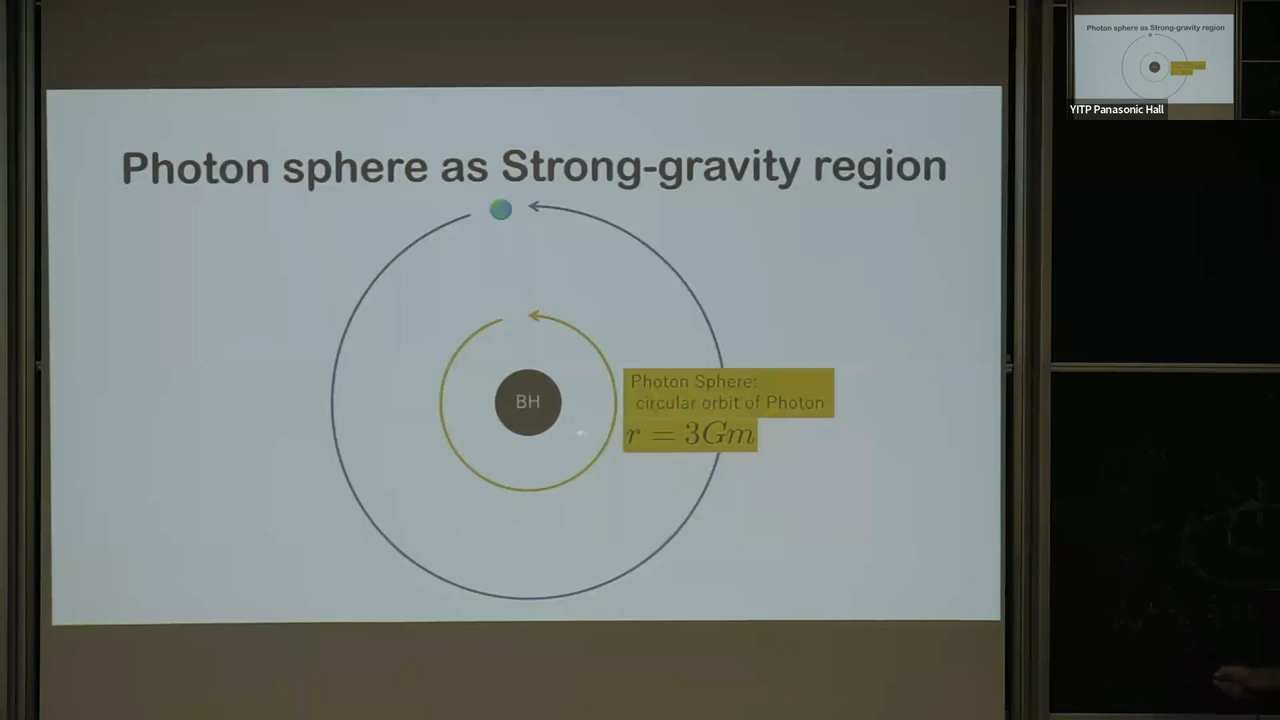 Photon sphere as Strong-gravity region
BH
Photon Sphere:
circular orbit of Photon
r = 3Gm
Photon sphere as Strong-gravity region
YITP Panasonic Hall